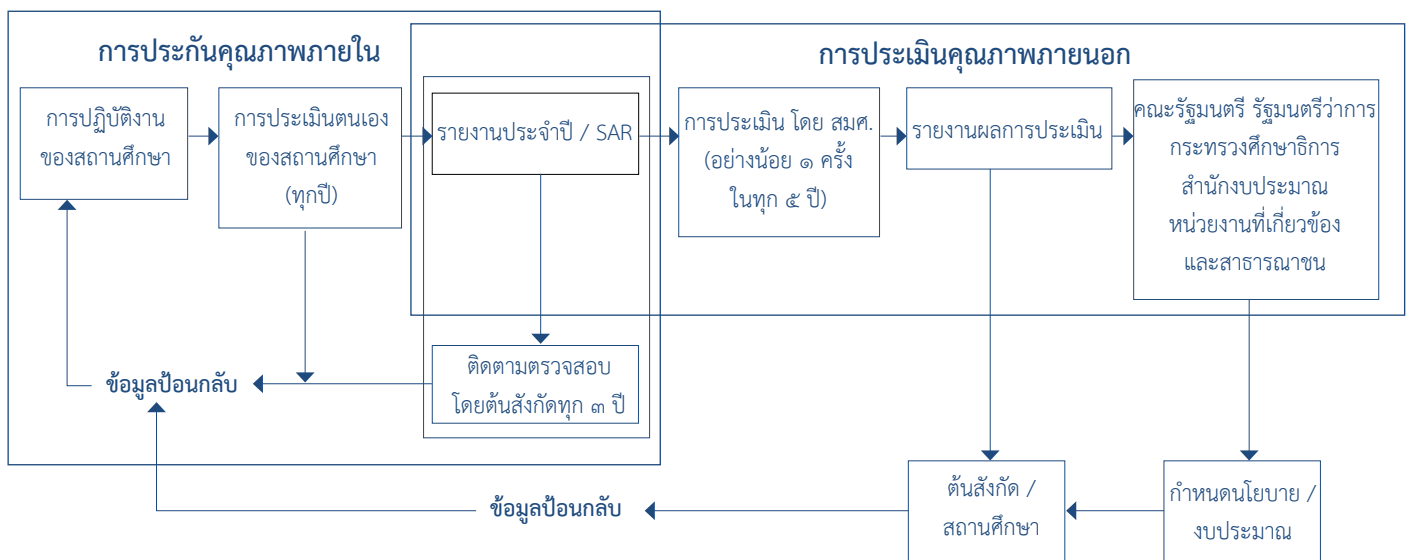 การประกันคุณภาพภายใน
การประเมินคุณภาพภายนอก
การปฏิบัติงาน
ของสถานศึกษา
การประเมินตนเอง
ของสถานศึกษา
(ทุกปี)
รายงานประจำปี / SAR
การประเมิน โดย สมศ.
(อย่างน้อย ๑ ครั้ง
ในทุก ๕ ปี)
รายงานผลการประเมิน
คณะรัฐมนตรี รัฐมนตรีว่าการ
กระทรวงศึกษาธิการ
สำนักงบประมาณ
หน่วยงานที่เกี่ยวข้อง
และสาธารณาชน
ข้อมูลป้อนกลับ
ติดตามตรวจสอบ
โดยต้นสังกัดทุก ๓ ปี
ข้อมูลป้อนกลับ
ต้นสังกัด /
สถานศึกษา
กำหนดนโยบาย /
งบประมาณ